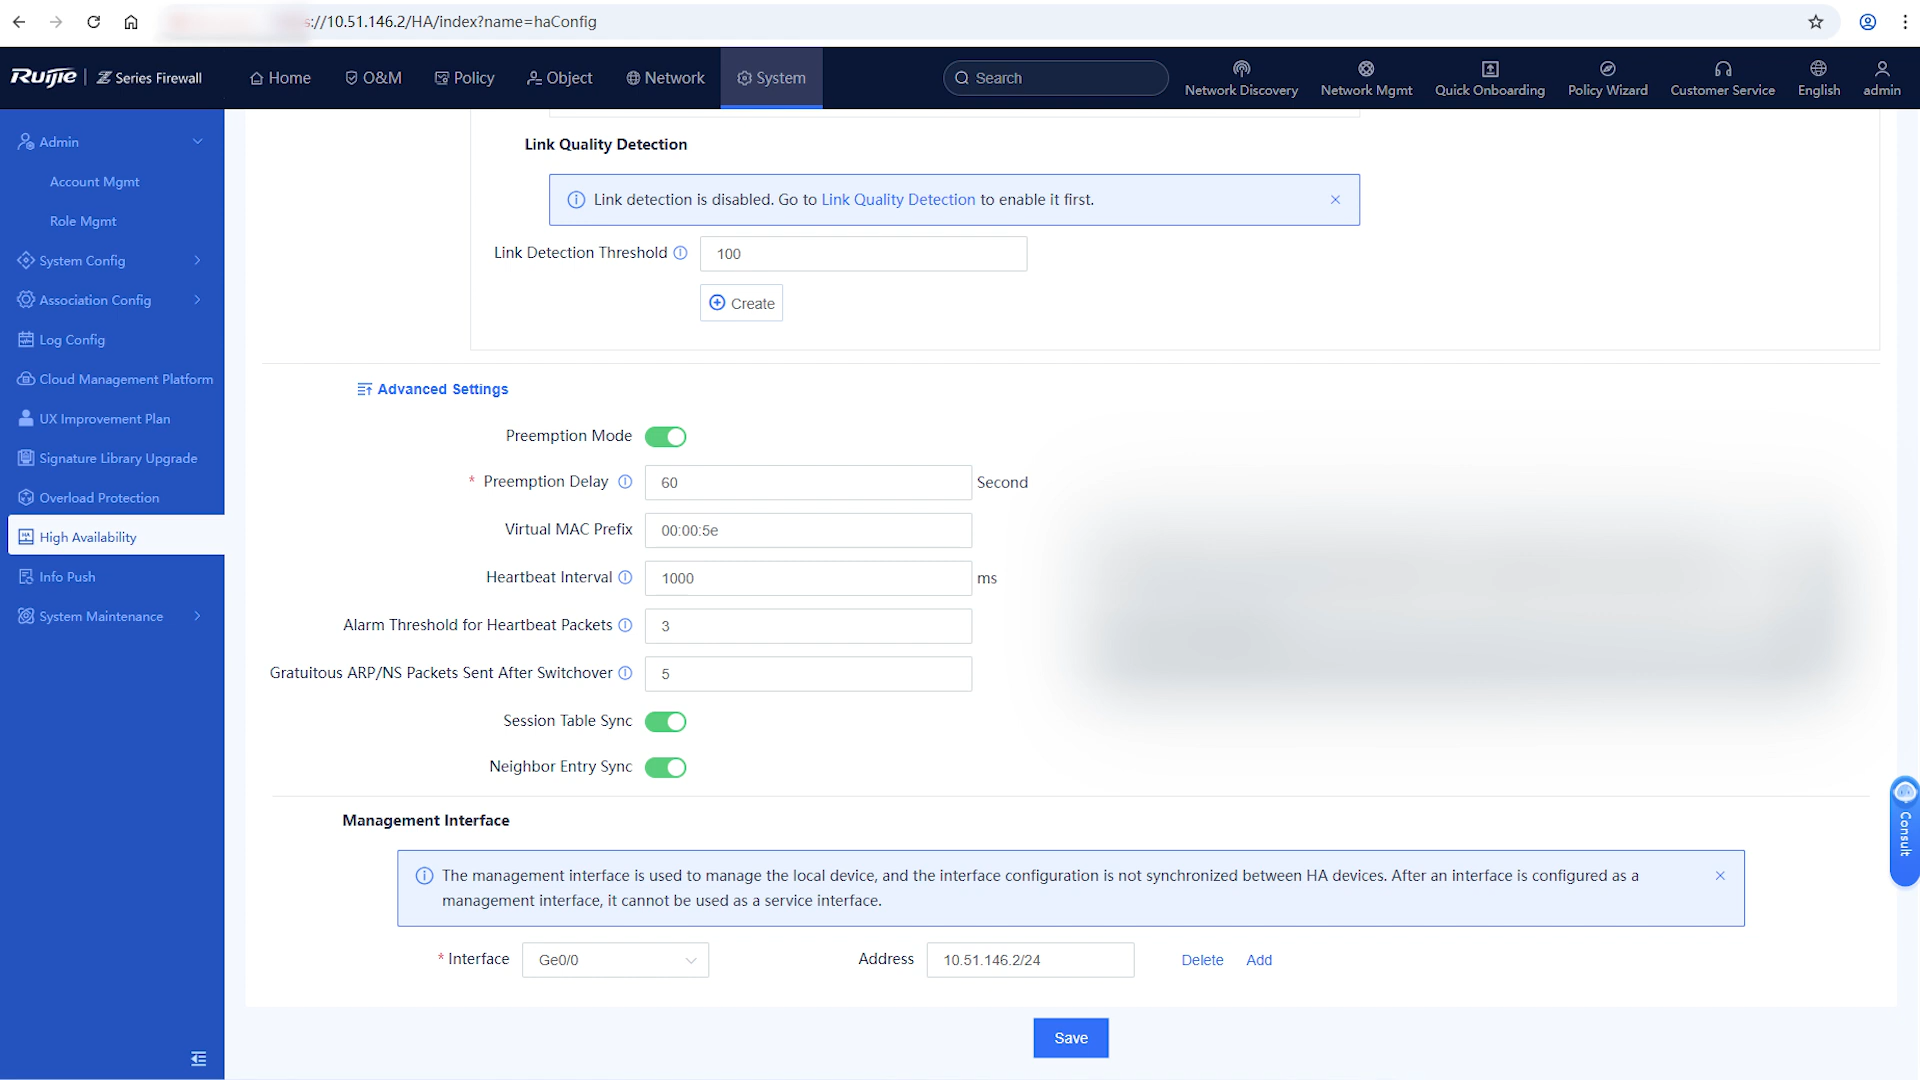 ://10.51.146.2/HA/index?name=haConfig
Ruijie Z Series Firewall
Home
O&M
Policy
Object
Network
System
Search
Network Discovery
Network Mgmt
Quick Onboarding
Policy Wizard
Customer Service
English
admin
Admin
Account Mgmt
Role Mgmt
System Config
Association Config
Log Config
Cloud Management Platform
UX Improvement Plan
Signature Library Upgrade
Overload Protection
High Availability
Info Push
System Maintenance
Link Quality Detection
Link detection is disabled. Go to Link Quality Detection to enable it first.
Link Detection Threshold 100
Create
Advanced Settings
Preemption Mode
* Preemption Delay 60 Second
Virtual MAC Prefix 00:00:5e
Heartbeat Interval 1000 ms
Alarm Threshold for Heartbeat Packets 3
Gratuitous ARP/NS Packets Sent After Switchover 5
Session Table Sync
Neighbor Entry Sync
Management Interface
The management interface is used to manage the local device, and the interface configuration is not synchronized between HA devices. After an interface is configured as a
management interface, it cannot be used as a service interface.
* Interface Ge0/0 Address 10.51.146.2/24 Delete Add
Save
Consult